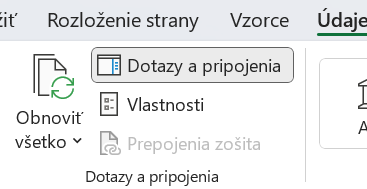 žiť Rozloženie strany Vzorce Údaje
Dotazy a pripojenia
Vlastnosti
Obnoviť
všetko
Prepojenia zošita
Dotazy a pripojenia